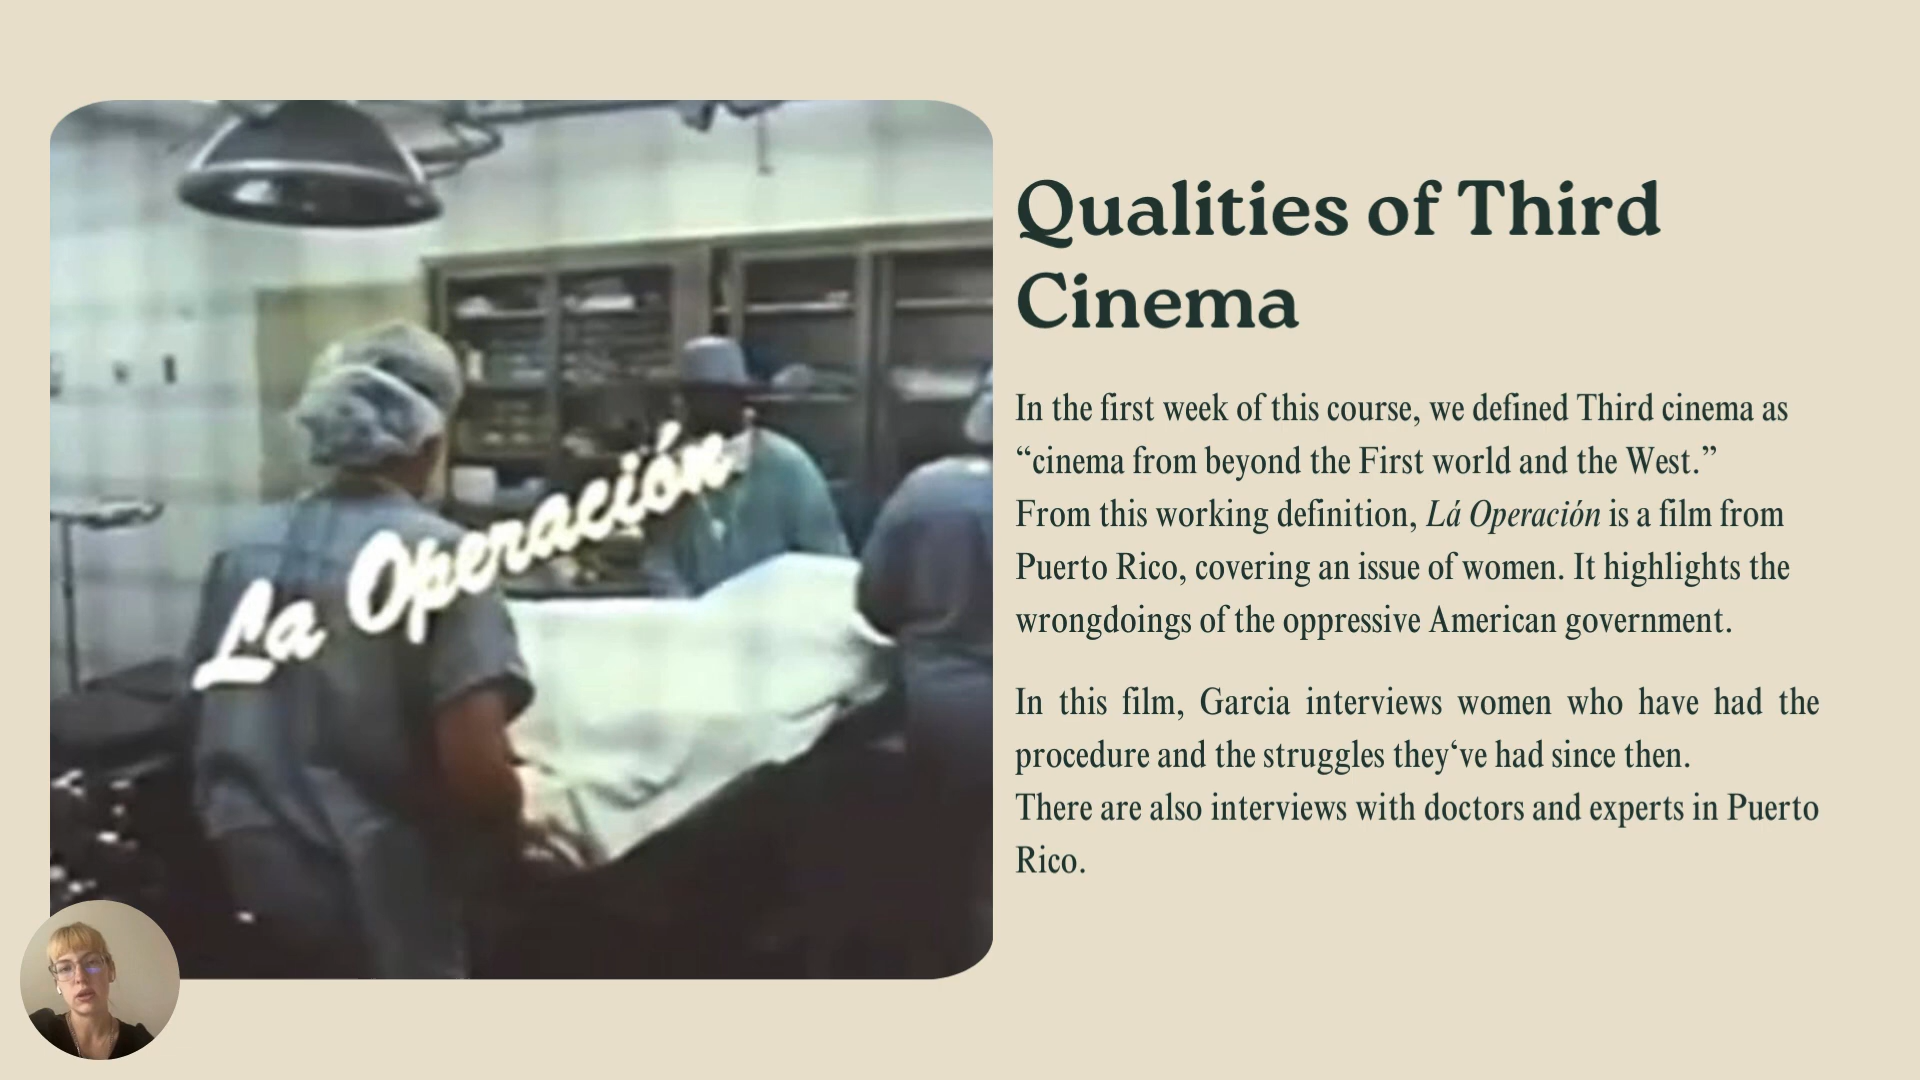 La Operación
Qualities of Third
Cinema
In the first week of this course, we defined Third cinema as
“cinema from beyond the First world and the West.”
From this working definition, Lá Operación is a film from
Puerto Rico, covering an issue of women. It highlights the
wrongdoings of the oppressive American government.
In this film, Garcia interviews women who have had the
procedure and the struggles they‘ve had since then.
There are also interviews with doctors and experts in Puerto
Rico.